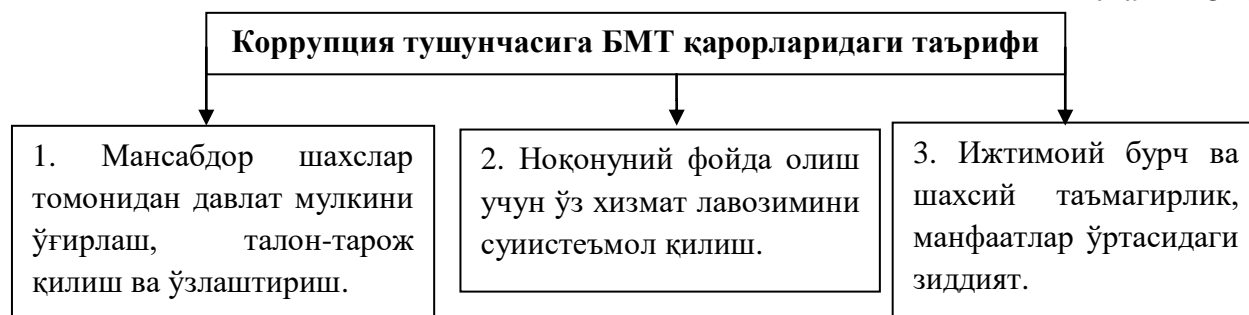 Коррупция тушунчасига БМТ қарорларидаги таърифи
1. Мансабдор шахслар
томонидан давлат мулкини
ўғирлаш, талон-тарож
қилиш ва ўзлаштириш.
2. Ноқонуний фойда олиш
учун ўз хизмат лавозимини
суиистеъмол қилиш.
3. Ижтимоий бурч ва
шахсий таъмагирлик,
манфаатлар ўртасидаги
зиддият.